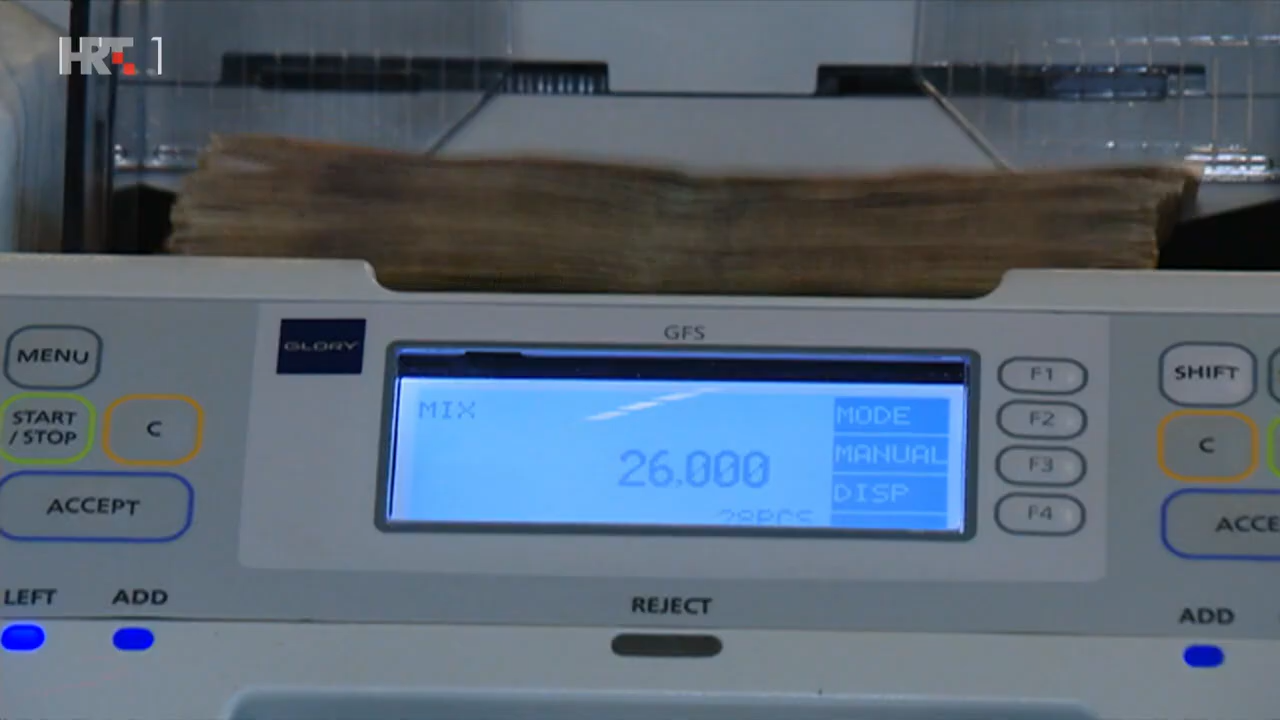 HRT 1
GFS
GLORY
MENU
START
/ STOP
C
ACCEPT
MIX
26.000
MODE
MANUAL
DISP
F1
F2
F3
F4
SHIFT
C
ACCE
LEFT
ADD
REJECT
ADD